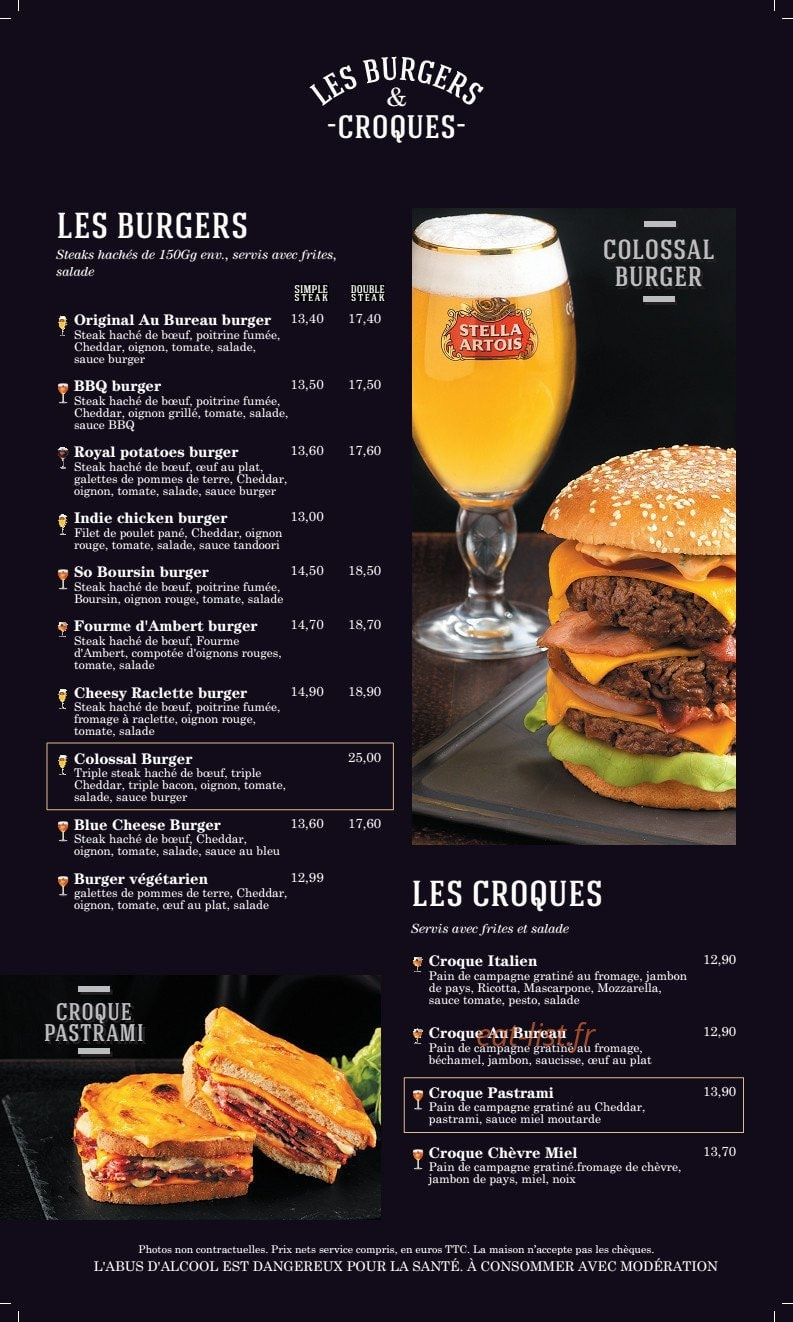 LES BURGERS
&
-CROQUES-
LES BURGERS
Steaks hachés de 150Gg env., servis avec frites,
salade
SIMPLE STEAK DOUBLE STEAK
Original Au Bureau burger 13,40 17,40
Steak haché de bœuf, poitrine fumée,
Cheddar, oignon, tomate, salade,
sauce burger
BBQ burger 13,50 17,50
Steak haché de bœuf, poitrine fumée,
Cheddar, oignon grillé, tomate, salade,
sauce BBQ
Royal potatoes burger 13,60 17,60
Steak haché de bœuf, œuf au plat,
galettes de pommes de terre, Cheddar,
oignon, tomate, salade, sauce burger
Indie chicken burger 13,00
Filet de poulet pané, Cheddar, oignon
rouge, tomate, salade, sauce tandoori
So Boursin burger 14,50 18,50
Steak haché de bœuf, poitrine fumée,
Boursin, oignon rouge, tomate, salade
Fourme d'Ambert burger 14,70 18,70
Steak haché de bœuf, Fourme
d'Ambert, compotée d'oignons rouges,
tomate, salade
Cheesy Raclette burger 14,90 18,90
Steak haché de bœuf, poitrine fumée,
fromage à raclette, oignon rouge,
tomate, salade
Colossal Burger 25,00
Triple steak haché de bœuf, triple
Cheddar, triple bacon, oignon, tomate,
salade, sauce burger
Blue Cheese Burger 13,60 17,60
Steak haché de bœuf, Cheddar,
oignon, tomate, salade, sauce au bleu
Burger végétarien 12,99
galettes de pommes de terre, Cheddar,
oignon, tomate, œuf au plat, salade
COLOSSAL
BURGER
STELLA
ARTOIS
CROQUE
PASTRAMI
LES CROQUES
Servis avec frites et salade
Croque Italien 12,90
Pain de campagne gratiné au fromage, jambon
de pays, Ricotta, Mascarpone, Mozzarella,
sauce tomate, pesto, salade
Croque Au Bureau 12,90
eat-list.fr
Pain de campagne gratiné au fromage,
béchamel, jambon, saucisse, œuf au plat
Croque Pastrami 13,90
Pain de campagne gratiné au Cheddar,
pastrami, sauce miel moutarde
Croque Chèvre Miel 13,70
Pain de campagne gratiné.fromage de chèvre,
jambon de pays, miel, noix
Photos non contractuelles. Prix nets service compris, en euros TTC. La maison n'accepte pas les chèques.
L'ABUS D'ALCOOL EST DANGEREUX POUR LA SANTÉ. À CONSOMMER AVEC MODÉRATION